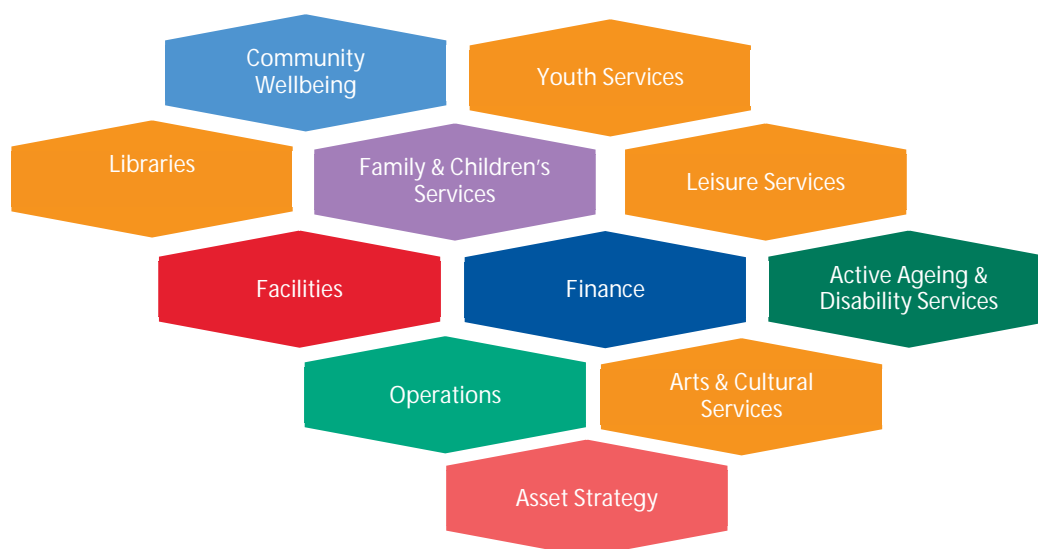 Community
Wellbeing
Youth Services
Libraries
Family & Children’s
Services
Leisure Services
Facilities
Finance
Active Ageing &
Disability Services
Operations
Arts & Cultural
Services
Asset Strategy